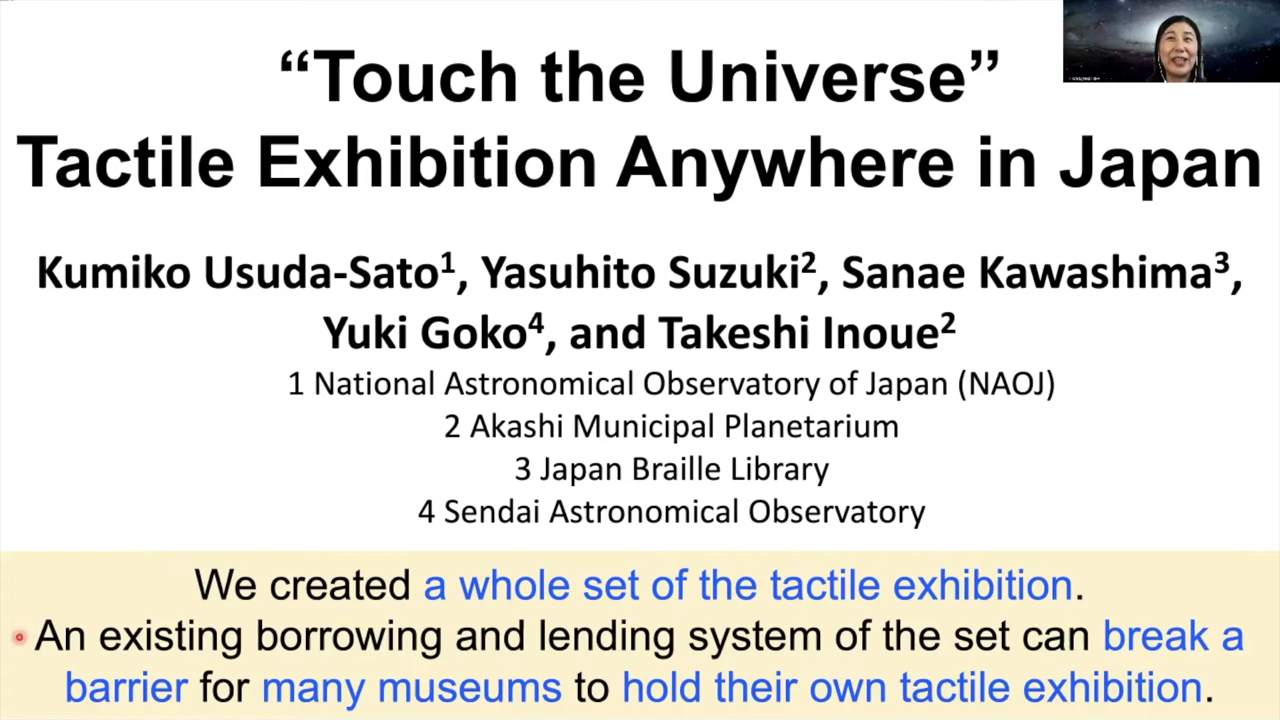 “Touch the Universe”
Tactile Exhibition Anywhere in Japan
Kumiko Usuda-Sato¹, Yasuhito Suzuki², Sanae Kawashima³,
Yuki Goko⁴, and Takeshi Inoue²
1 National Astronomical Observatory of Japan (NAOJ)
2 Akashi Municipal Planetarium
3 Japan Braille Library
4 Sendai Astronomical Observatory
We created a whole set of the tactile exhibition.
An existing borrowing and lending system of the set can break a
barrier for many museums to hold their own tactile exhibition.